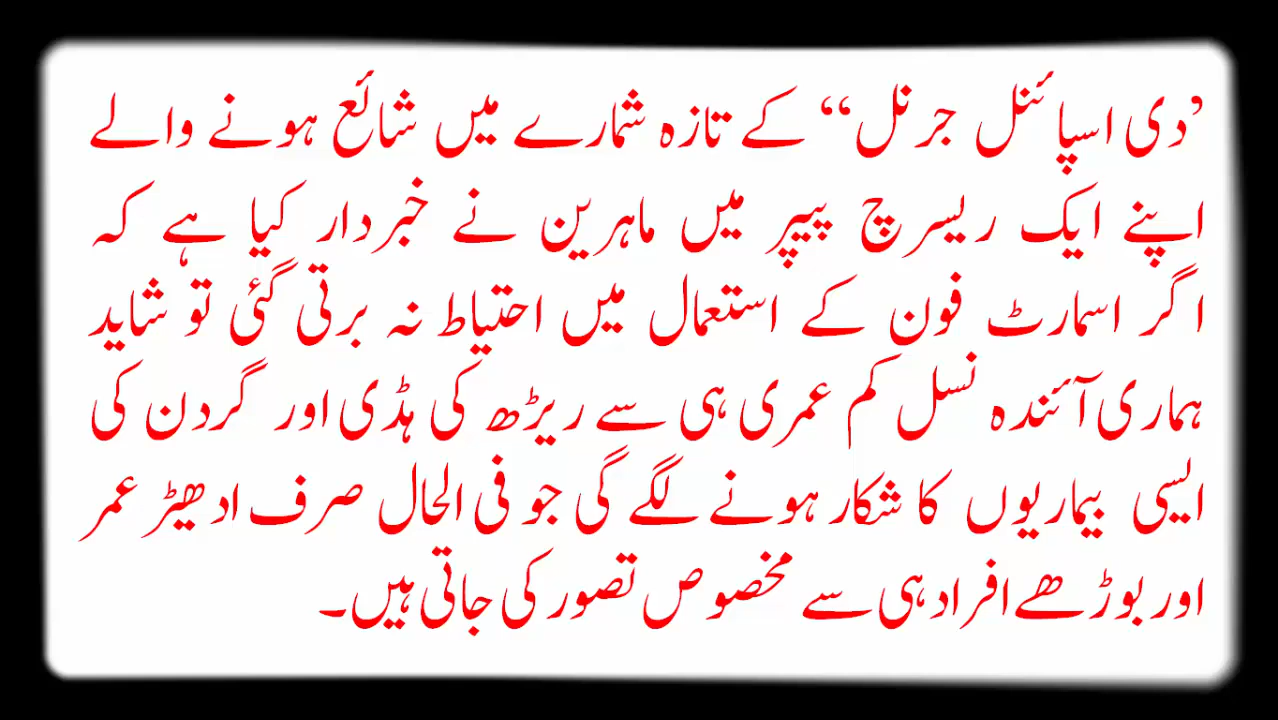 ’دی اسپائنل جرنل‘‘ کے تازہ شمارے میں شائع ہونے والے
اپنے ایک ریسرچ پیپر میں ماہرین نے خبردار کیا ہے کہ
اگر اسمارٹ فون کے استعمال میں احتیاط نہ برتی گئی تو شاید
ہماری آئندہ نسل کم عمری ہی سے ریڑھ کی ہڈی اور گردن کی
ایسی بیماریوں کا شکار ہونے لگے گی جو فی الحال صرف ادھیڑ عمر
اور بوڑھے افراد ہی سے مخصوص تصور کی جاتی ہیں۔